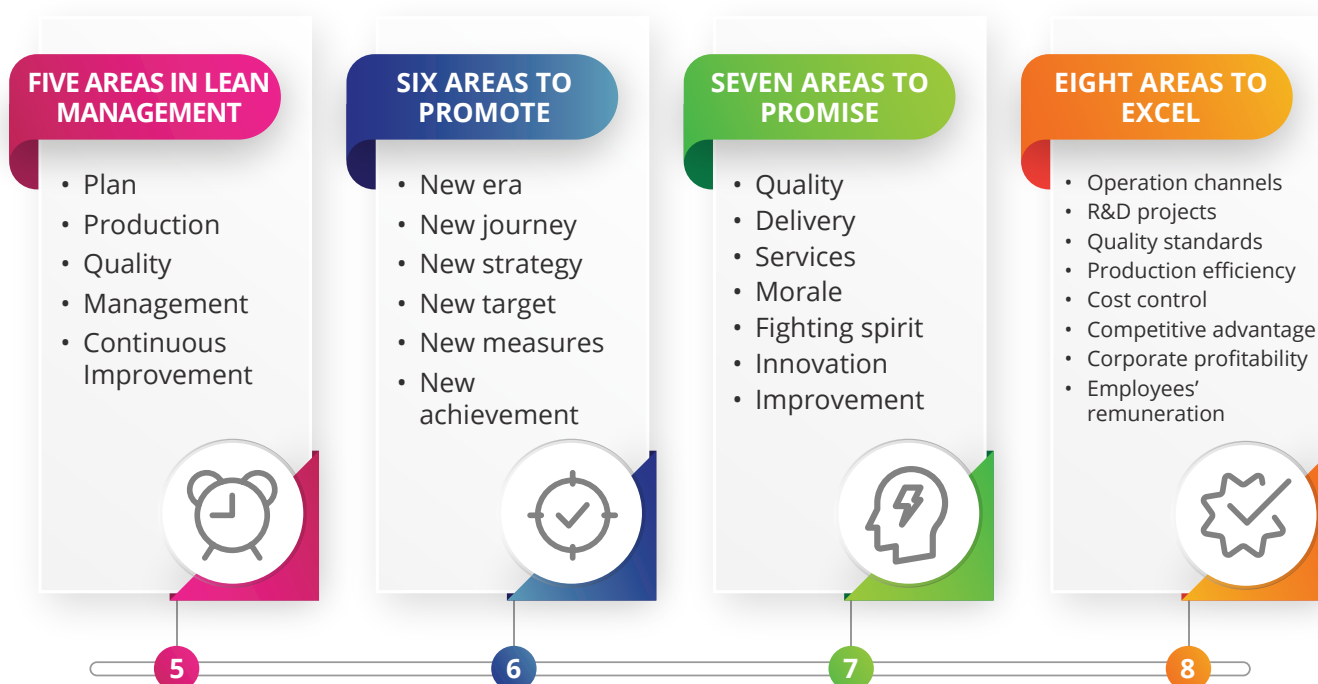 FIVE AREAS IN LEAN
MANAGEMENT
• Plan
• Production
• Quality
• Management
• Continuous
Improvement
5
SIX AREAS TO
PROMOTE
• New era
• New journey
• New strategy
• New target
• New measures
• New
achievement
6
SEVEN AREAS TO
PROMISE
• Quality
• Delivery
• Services
• Morale
• Fighting spirit
• Innovation
• Improvement
7
EIGHT AREAS TO
EXCEL
• Operation channels
• R&D projects
• Quality standards
• Production efficiency
• Cost control
• Competitive advantage
• Corporate profitability
• Employees’
remuneration
8